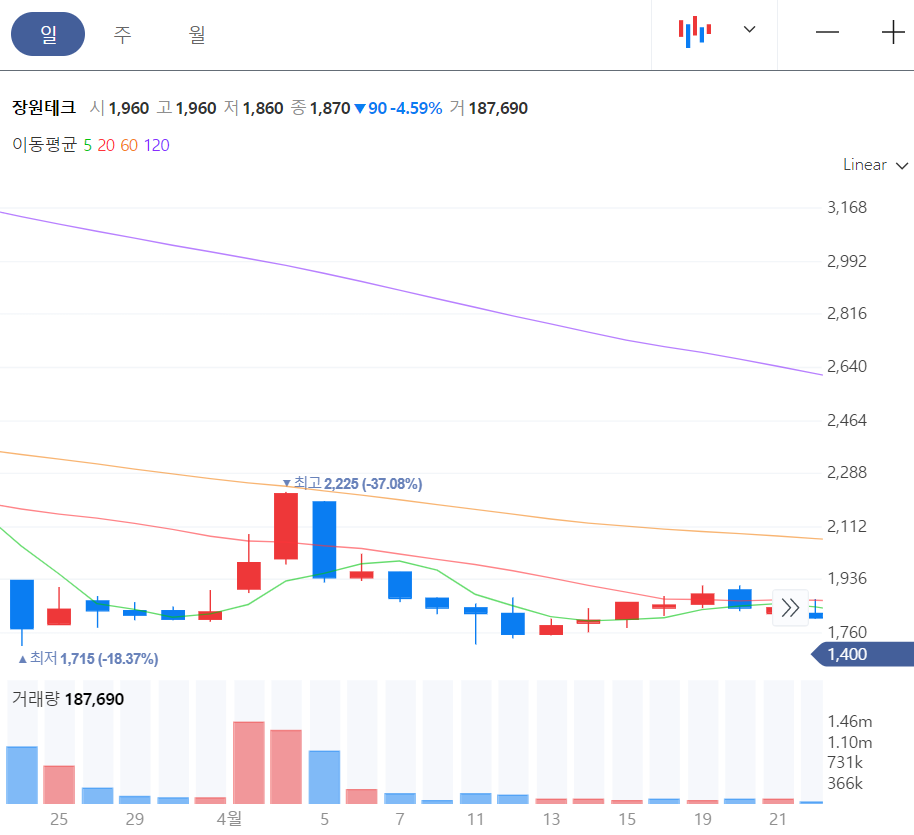 일 주 월
장원테크 시 1,960 고 1,960 저 1,860 종 1,870 ▼90 -4.59% 거 187,690
이동평균 5 20 60 120
Linear
3,168
2,992
2,816
2,640
2,464
2,288
▼최고 2,225 (-37.08%)
2,112
1,936
1,760
1,400
▲최저 1,715 (-18.37%)
거래량 187,690
1.46m
1.10m
731k
366k
25 29 4월 5 7 11 13 15 19 21